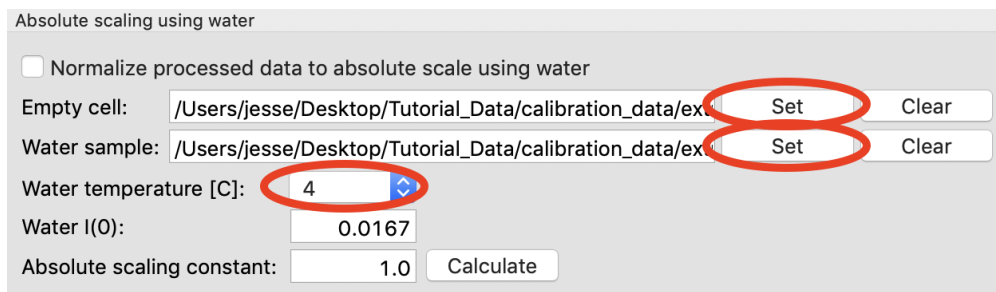 Absolute scaling using water
Normalize processed data to absolute scale using water
Empty cell: /Users/jesse/Desktop/Tutorial_Data/calibration_data/ext Set Clear
Water sample: /Users/jesse/Desktop/Tutorial_Data/calibration_data/ext Set Clear
Water temperature [C]: 4
Water I(0): 0.0167
Absolute scaling constant: 1.0 Calculate